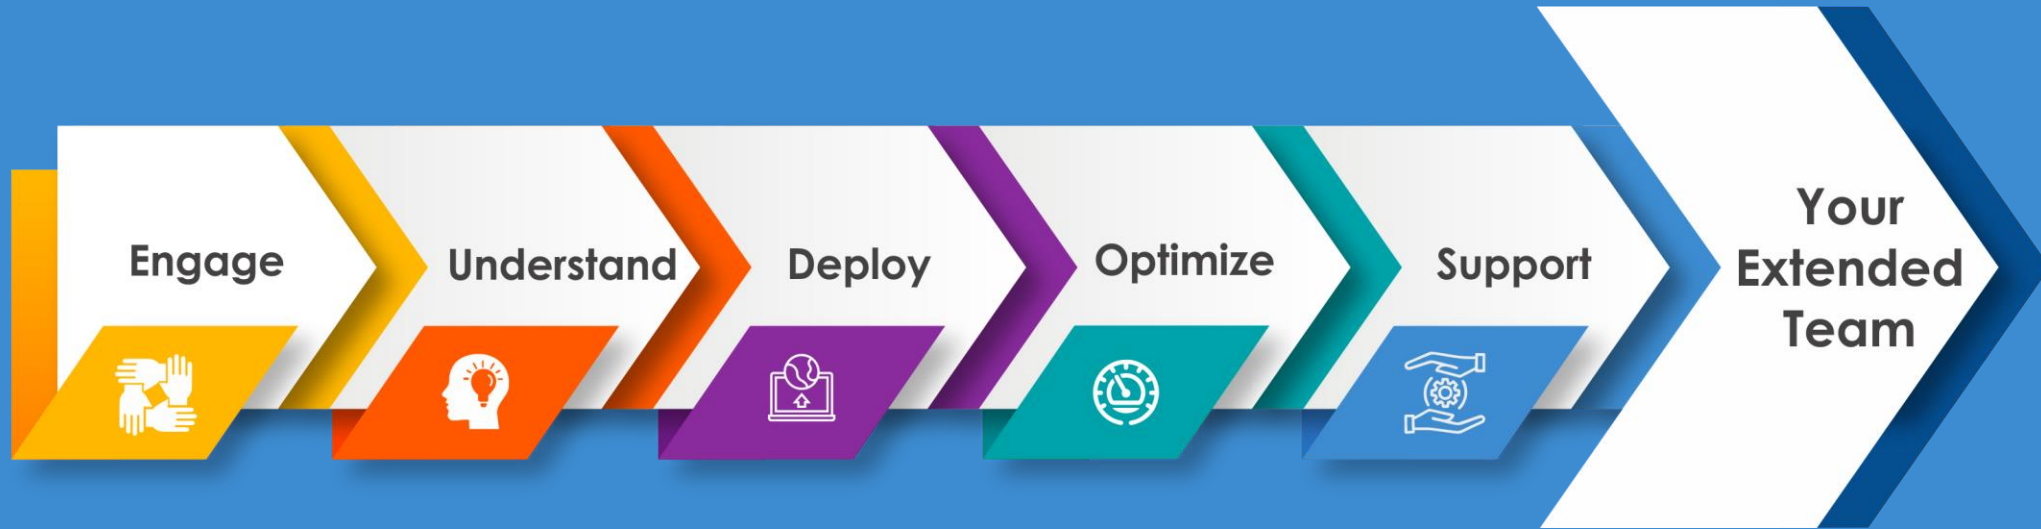 Engage
Understand
Deploy
Optimize
Support
Your
Extended
Team